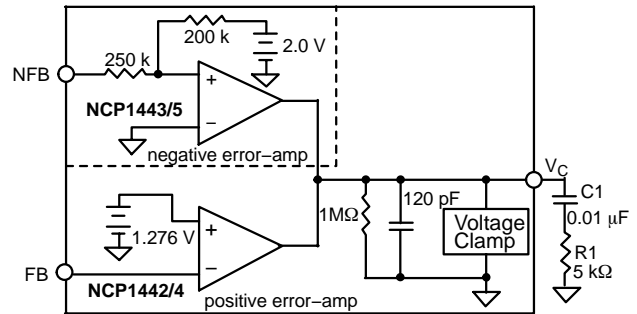 200 k
2.0 V
250 k
NFB
+
−
NCP1443/5
negative error−amp
VC
120 pF
C1
0.01 μF
1MΩ
Voltage
Clamp
R1
5 kΩ
+
−
1.276 V
FB
NCP1442/4
positive error−amp